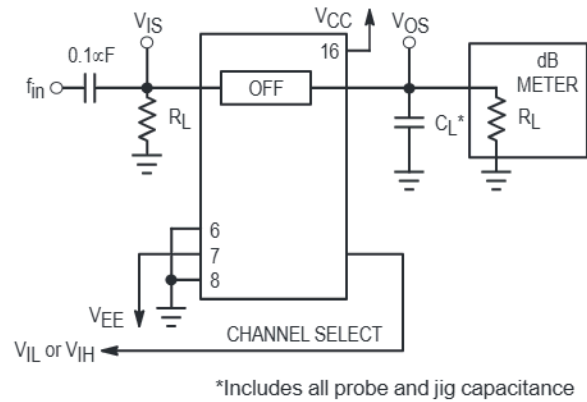 VCC
VIS
VOS
16
dB
METER
0.1∝F
fin
OFF
RL
CL*
RL
6
7
8
VEE
CHANNEL SELECT
VIL or VIH
*Includes all probe and jig capacitance